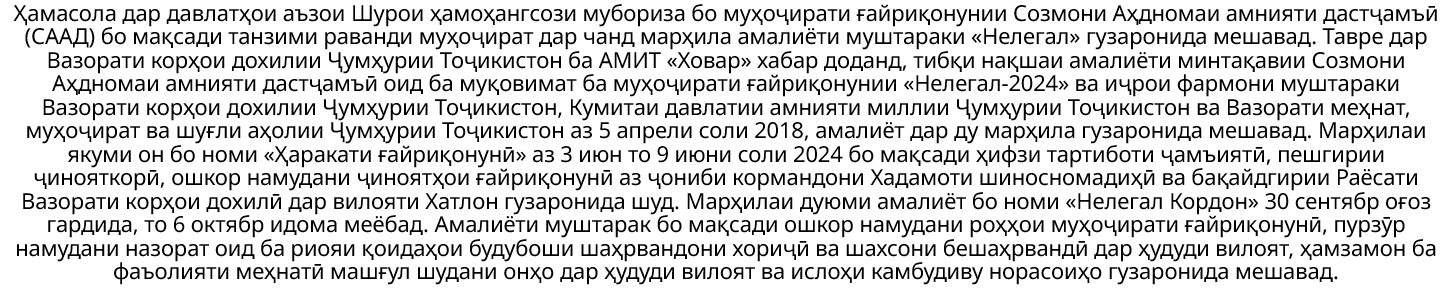 Ҳамасола дар давлатҳои аъзои Шурои ҳамоҳангсози мубориза бо муҳоҷирати ғайриқонунии Созмони Аҳдномаи амнияти дастҷамъӣ
(СААД) бо мақсади танзими раванди муҳоҷират дар чанд марҳила амалиёти муштараки «Нелегал» гузаронида мешавад. Тавре дар
Вазорати корҳои дохилии Ҷумҳурии Тоҷикистон ба АМИТ «Ховар» хабар доданд, тибқи нақшаи амалиёти минтақавии Созмони
Аҳдномаи амнияти дастҷамъӣ оид ба муқовимат ба муҳоҷирати ғайриқонунии «Нелегал-2024» ва иҷрои фармони муштараки
Вазорати корҳои дохилии Ҷумҳурии Тоҷикистон, Кумитаи давлатии амнияти миллии Ҷумҳурии Тоҷикистон ва Вазорати меҳнат,
муҳоҷират ва шуғли аҳолии Ҷумҳурии Тоҷикистон аз 5 апрели соли 2018, амалиёт дар ду марҳила гузаронида мешавад. Марҳилаи
якуми он бо номи «Ҳаракати ғайриқонунӣ» аз 3 июн то 9 июни соли 2024 бо мақсади ҳифзи тартиботи ҷамъиятӣ, пешгирии
ҷинояткорӣ, ошкор намудани ҷиноятҳои ғайриқонунӣ аз ҷониби кормандони Хадамоти шиносномадиҳӣ ва бақайдгирии Раёсати
Вазорати корҳои дохилӣ дар вилояти Хатлон гузаронида шуд. Марҳилаи дуюми амалиёт бо номи «Нелегал Кордон» 30 сентябр оғоз
гардида, то 6 октябр идома меёбад. Амалиёти муштарак бо мақсади ошкор намудани роҳҳои муҳоҷирати ғайриқонунӣ, пурзӯр
намудани назорат оид ба риояи қоидаҳои будубоши шаҳрвандони хориҷӣ ва шахсони бешаҳрвандӣ дар ҳудуди вилоят, ҳамзамон ба
фаъолияти меҳнатӣ машғул шудани онҳо дар ҳудуди вилоят ва ислоҳи камбудиву норасоиҳо гузаронида мешавад.